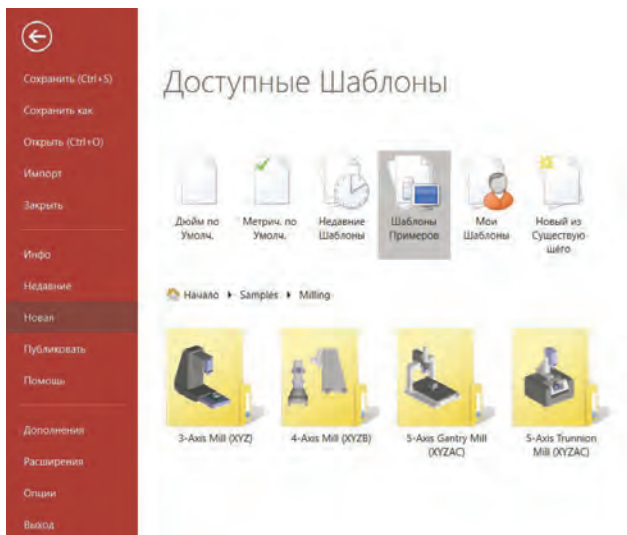 Сохранить (Ctrl+S)
Сохранить как
Открыть (Ctrl+O)
Импорт
Закрыть
Инфо
Недавние
Новая
Публиковать
Помощь
Дополнения
Расширения
Опции
Выход
Доступные Шаблоны
Дюйм по
Умолч.
Метрич. по
Умолч.
Недавние
Шаблоны
Шаблоны
Примеров
Мои
Шаблоны
Новый из
Существую
щего
Начало Samples Milling
3-Axis Mill (XYZ)
4-Axis Mill (XYZB)
5-Axis Gantry Mill
(XYZAC)
5-Axis Trunnion
Mill (XYZAC)